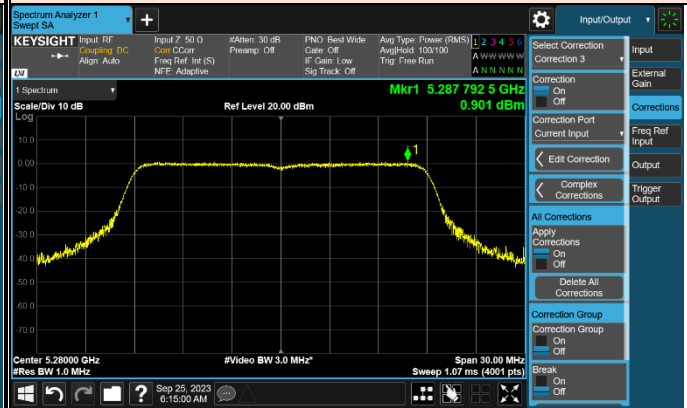 Spectrum Analyzer 1
Swept SA
+
Input/Output
KEYSIGHT
Input: RF
Coupling: DC
Align: Auto
Input Z: 50 Ω
Corr CCorr
Freq Ref: Int (S)
NFE: Adaptive
#Atten: 30 dB
Preamp: Off
PNO: Best Wide
Gate: Off
IF Gain: Low
Sig Track: Off
Avg Type: Power (RMS)
Avg|Hold: 100/100
Trig: Free Run
1 2 3 4 5 6
A W W W W W
A N N N N N
LXI
1 Spectrum
Scale/Div 10 dB
Log
Ref Level 20.00 dBm
Mkr1 5.287 792 5 GHz
0.901 dBm
1
10.0
0.00
-10.0
-20.0
-30.0
-40.0
-50.0
-60.0
-70.0
Center 5.28000 GHz
#Res BW 1.0 MHz
#Video BW 3.0 MHz*
Span 30.00 MHz
Sweep 1.07 ms (4001 pts)
?
Sep 25, 2023
6:15:00 AM
Select Correction
Correction 3
Correction
On
Off
Correction Port
Current Input
Edit Correction
Complex
Corrections
All Corrections
Apply
Corrections
On
Off
Delete All
Corrections
Correction Group
Correction Group
On
Off
Break
On
Off
Input
External
Gain
Corrections
Freq Ref
Input
Output
Trigger
Output